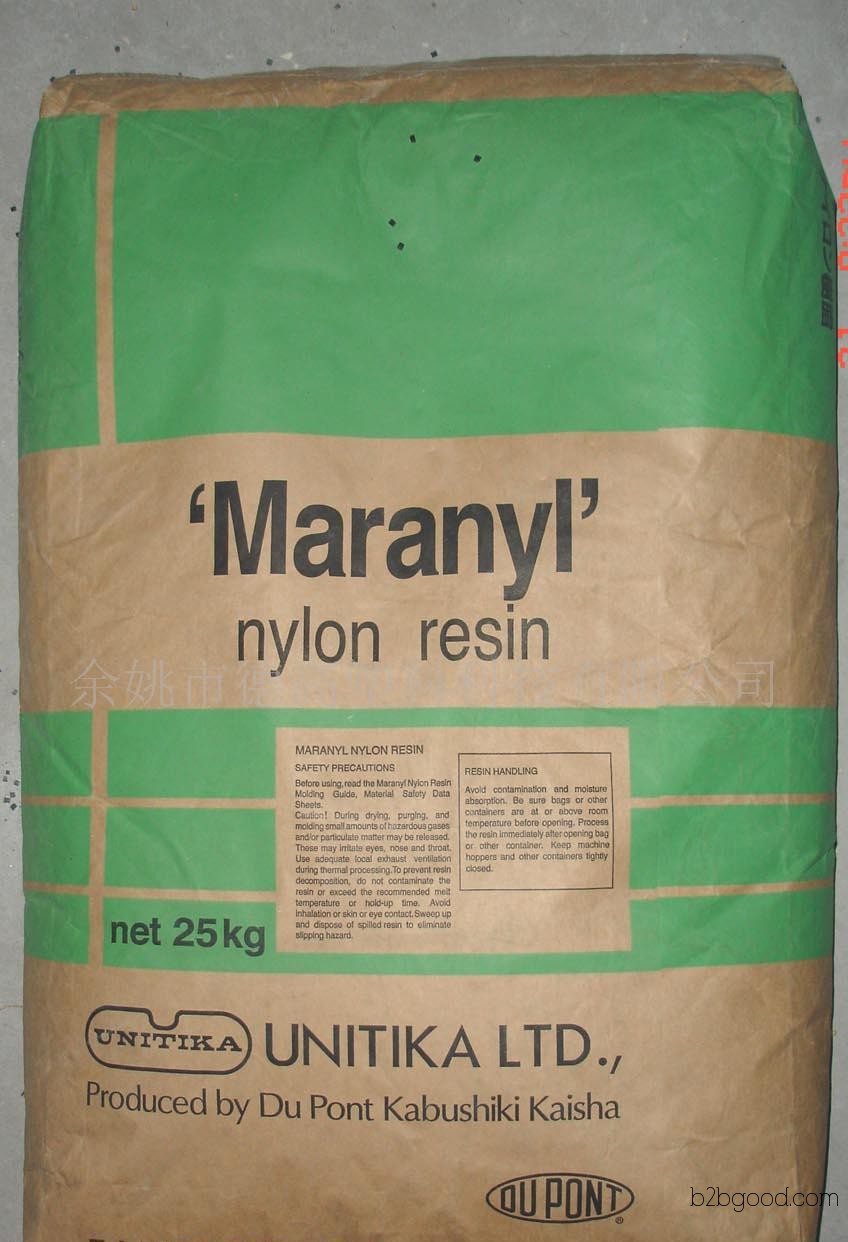 'Maranyl'
nylon resin
MARANYL NYLON RESIN
SAFETY PRECAUTIONS
Before using, read the Maranyl Nylon Resin
Molding Guide, Material Safety Data
Sheets.
Caution! During drying, purging, and
molding small amounts of hazardous gases
and/or particulate matter may be released.
These may irritate eyes, nose and throat.
Use adequate local exhaust ventilation
during thermal processing. To prevent resin
decomposition, do not contaminate the
resin or exceed the recommended melt
temperature or hold-up time. Avoid
inhalation or skin or eye contact. Sweep up
and dispose of spilled resin to eliminate
slipping hazard.
RESIN HANDLING
Avoid contamination and moisture
absorption. Be sure bags or other
containers are at or above room
temperature before opening. Process
the resin immediately after opening bag
or other container. Keep machine
hoppers and other containers tightly
closed.
net 25kg
UNITIKA UNITIKA LTD.,
Produced by Du Pont Kabushiki Kaisha
DU PONT®
b2bgood.com